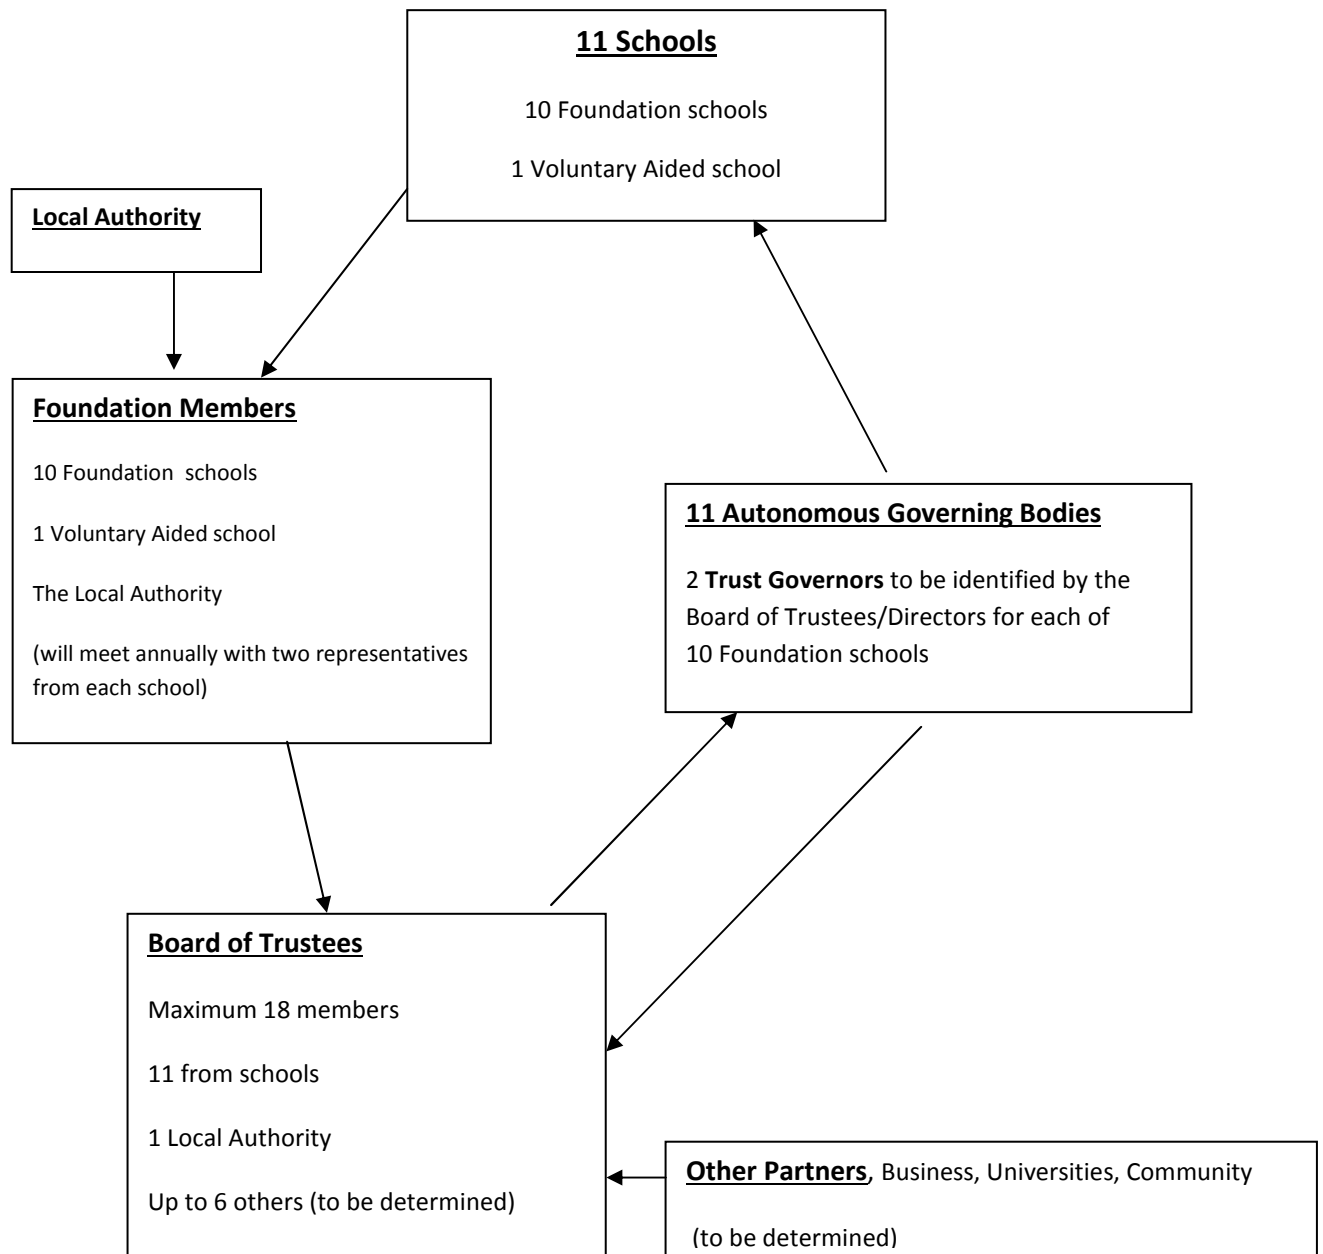 11 Schools
10 Foundation schools
1 Voluntary Aided school
Local Authority
Foundation Members
10 Foundation  schools
1 Voluntary Aided school
The Local Authority
(will meet annually with two representatives
from each school)
11 Autonomous Governing Bodies
2 Trust Governors to be identified by the
Board of Trustees/Directors for each of
10 Foundation schools
Board of Trustees
Maximum 18 members
11 from schools
1 Local Authority
Up to 6 others (to be determined)
Other Partners, Business, Universities, Community
(to be determined)